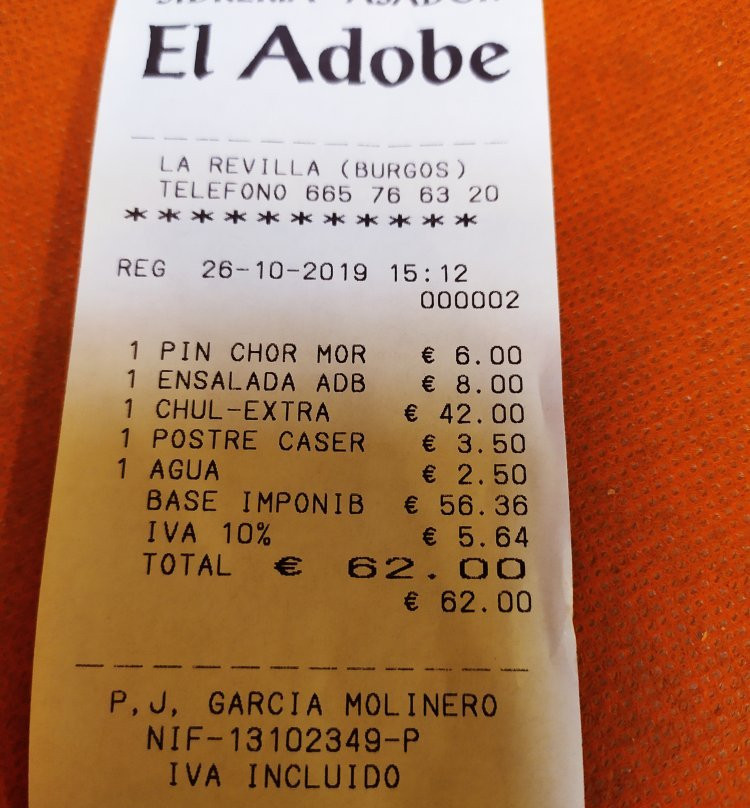 SIDRERIA - ASADOR
El Adobe
LA REVILLA (BURGOS)
TELEFONO 665 76 63 20
***********
REG 26-10-2019 15:12
000002
1 PIN CHOR MOR € 6.00
1 ENSALADA ADB € 8.00
1 CHUL-EXTRA € 42.00
1 POSTRE CASER € 3.50
1 AGUA € 2.50
BASE IMPONIB € 56.36
IVA 10% € 5.64
TOTAL € 62.00
€ 62.00
P,J, GARCIA MOLINERO
NIF-13102349-P
IVA INCLUIDO